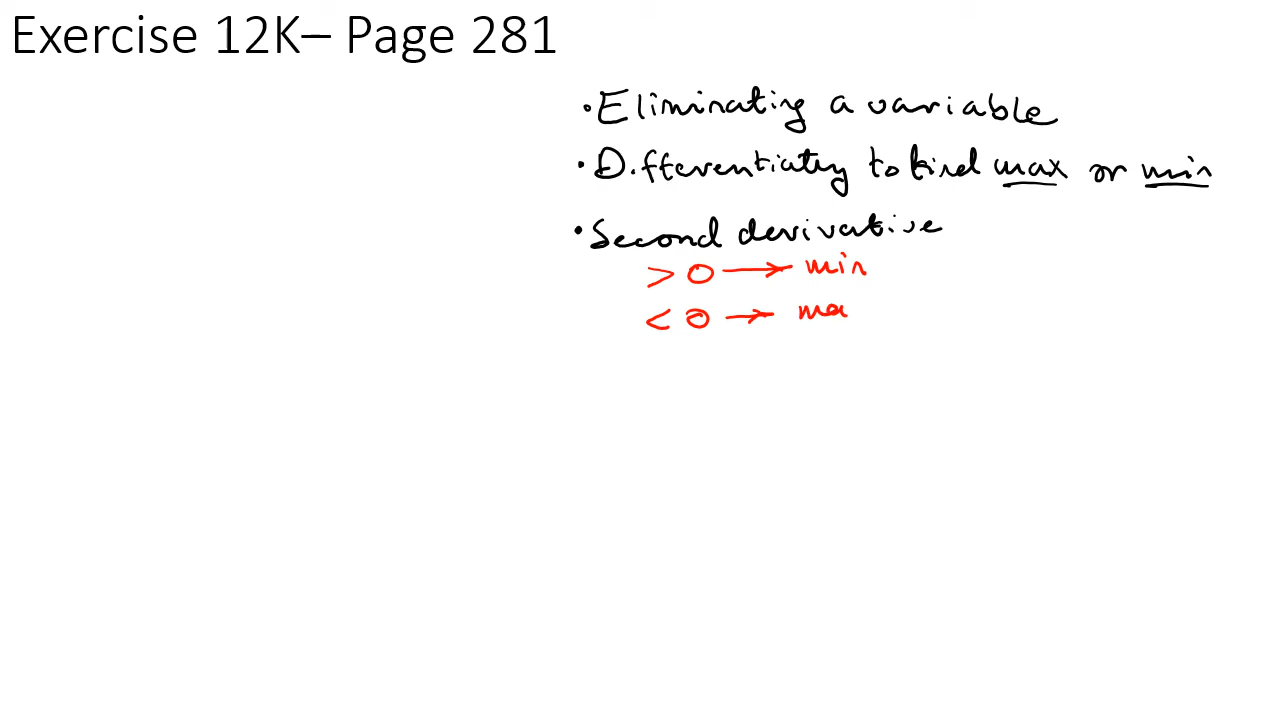 Exercise 12K– Page 281
• Eliminating a variable
• Differentiating to find max or min
• Second derivative
> 0 → min
< 0 → ma